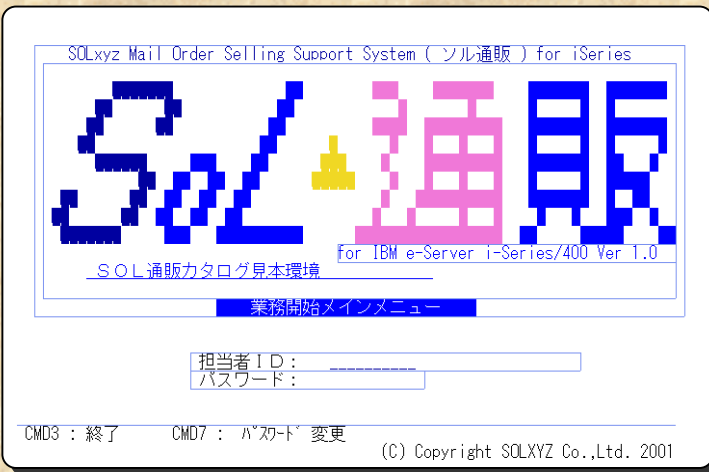 SOLxyz Mail Order Selling Support System ( ソル通販 ) for iSeries
SoL 通販
for IBM e-Server i-Series/400 Ver 1.0
ＳＯＬ通販カタログ見本環境
業務開始メインメニュー
担当者ＩＤ： __________
パスワード：
CMD3 : 終了 CMD7 : ﾊﾟｽﾜｰﾄﾞ 変更
(C) Copyright SOLXYZ Co.,Ltd. 2001